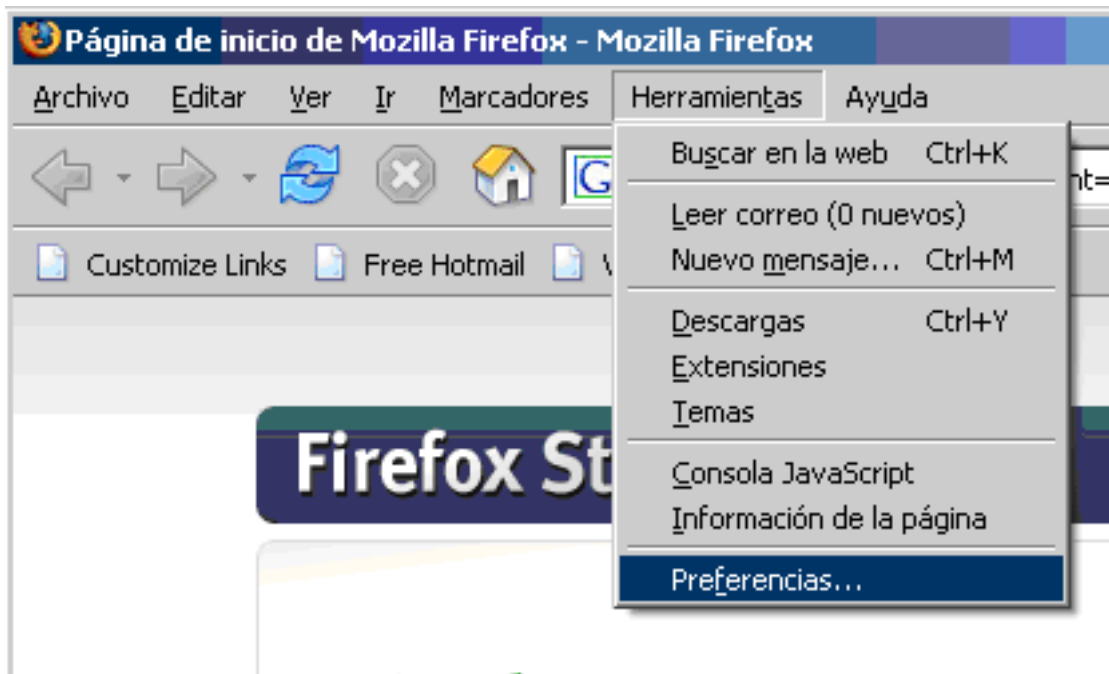 Página de inicio de Mozilla Firefox - Mozilla Firefox
Archivo Editar Ver Ir Marcadores Herramientas Ayuda
Buscar en la web Ctrl+K
Leer correo (0 nuevos)
Nuevo mensaje... Ctrl+M
Descargas Ctrl+Y
Extensiones
Temas
Consola JavaScript
Información de la página
Preferencias...
Customize Links Free Hotmail
Firefox St